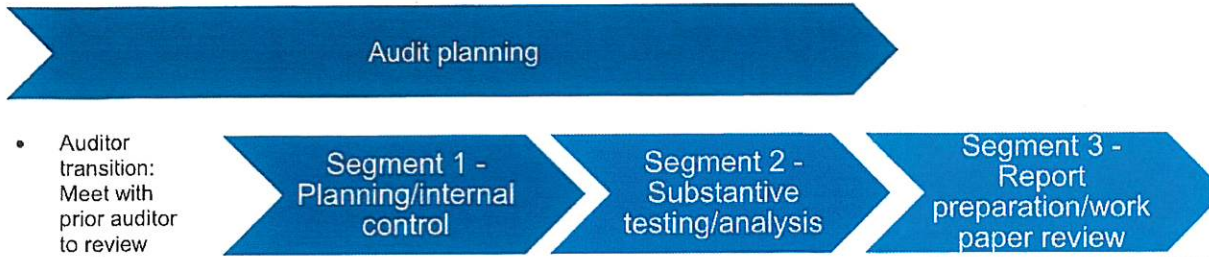 Audit planning
• Auditor
transition:
Meet with
prior auditor
to review
Segment 1 -
Planning/internal
control
Segment 2 -
Substantive
testing/analysis
Segment 3 -
Report
preparation/work
paper review